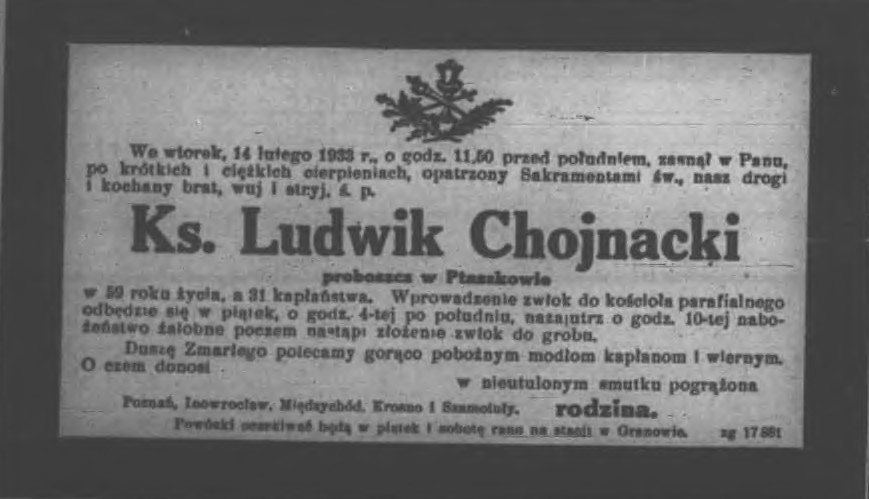 We wtorek, 14 lutego 1933 r., o godz. 11,50 przed południem, zasnął w Panu,
po krótkich i ciężkich cierpieniach, opatrzony Sakramentami św., nasz drogi
i kochany brat, wuj i stryj, ś. p.
Ks. Ludwik Chojnacki
proboszcz w Ptaszkowie
w 59 roku życia, a 31 kapłaństwa. Wprowadzenie zwłok do kościoła parafialnego
odbędzie się w piątek, o godz. 4-tej po południu, nazajutrz o godz. 10-tej nabo-
żeństwo żałobne poczem nastąpi złożenie zwłok do grobu.
Duszę Zmarłego polecamy gorąco pobożnym modłom kapłanom i wiernym.
O czem donosi
w nieutulonym smutku pogrążona
rodzina.
Poznań, Inowrocław, Międzychód, Krosno i Szamotuły.
Powózki oczekiwać będą w piątek i sobotę rano na stacji w Granowie. zg 17 881